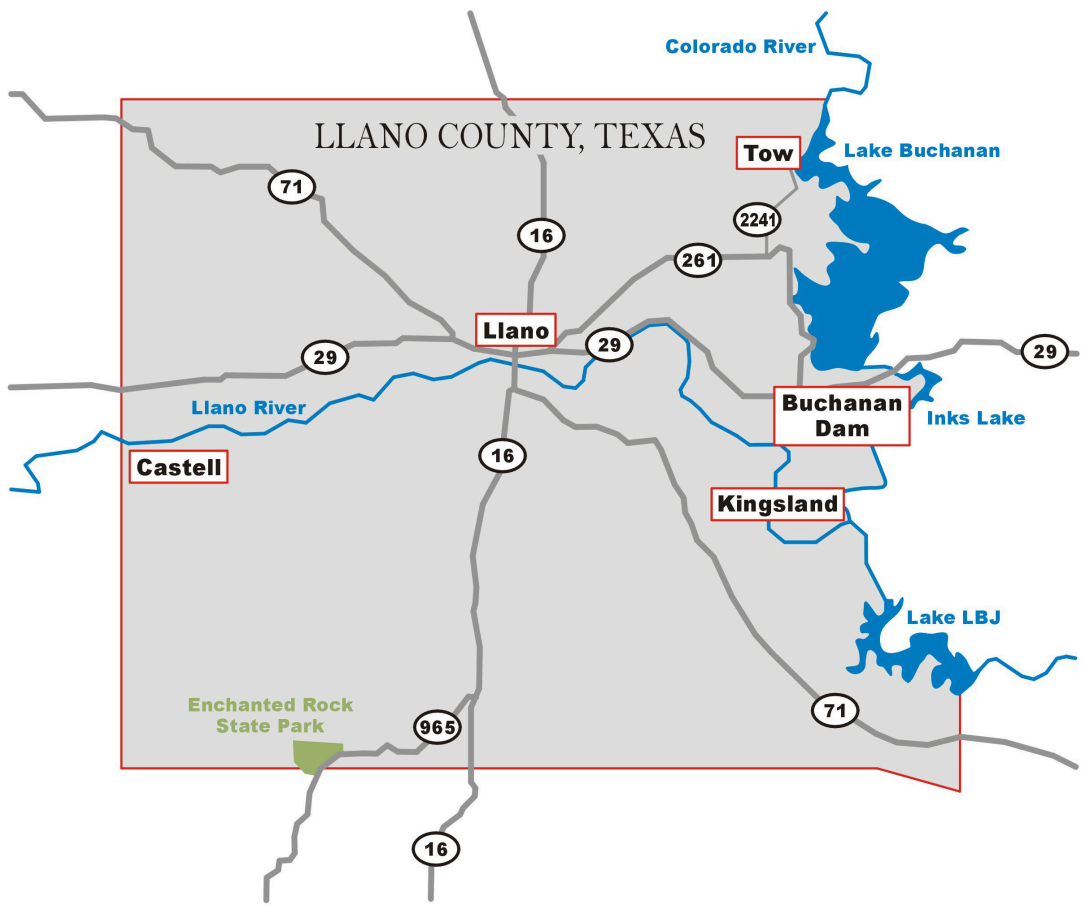 Colorado River
LLANO COUNTY, TEXAS
Tow
Lake Buchanan
71
2241
16
261
Llano
29
29
29
Llano River
Buchanan
Dam
Inks Lake
Castell
16
Kingsland
Lake LBJ
Enchanted Rock
State Park
965
71
16